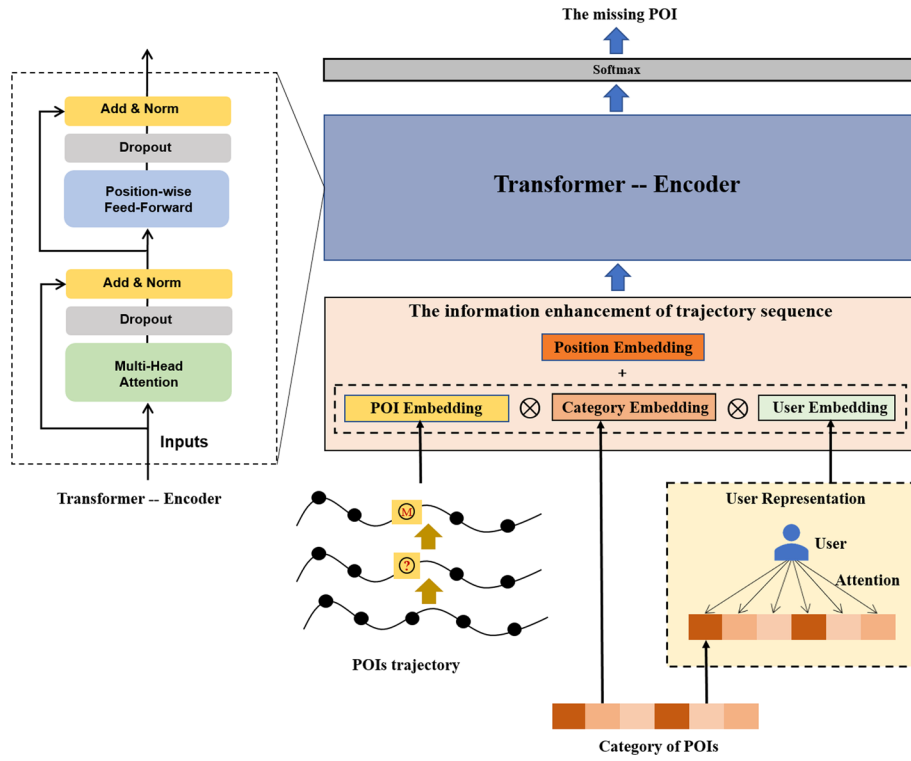 The missing POI
Softmax
Transformer -- Encoder
The information enhancement of trajectory sequence
Position Embedding
+
POI Embedding
Category Embedding
User Embedding
Add & Norm
Dropout
Position-wise
Feed-Forward
Add & Norm
Dropout
Multi-Head
Attention
Inputs
Transformer -- Encoder
M
?
POIs trajectory
User Representation
User
Attention
Category of POIs